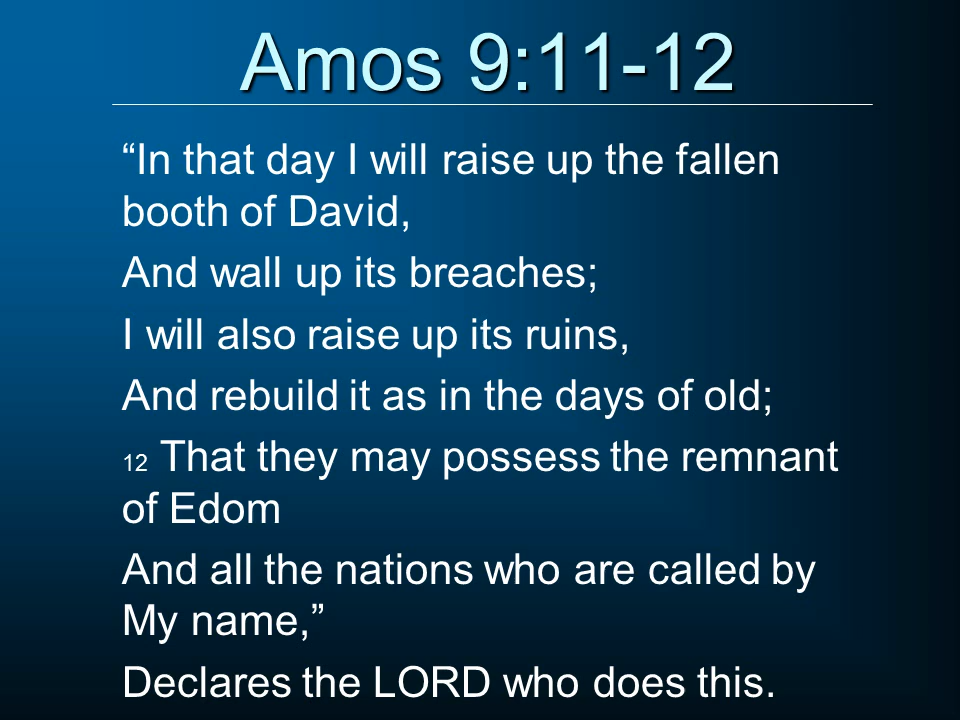 Amos 9:11-12
“In that day I will raise up the fallen
booth of David,
And wall up its breaches;
I will also raise up its ruins,
And rebuild it as in the days of old;
12 That they may possess the remnant
of Edom
And all the nations who are called by
My name,”
Declares the LORD who does this.